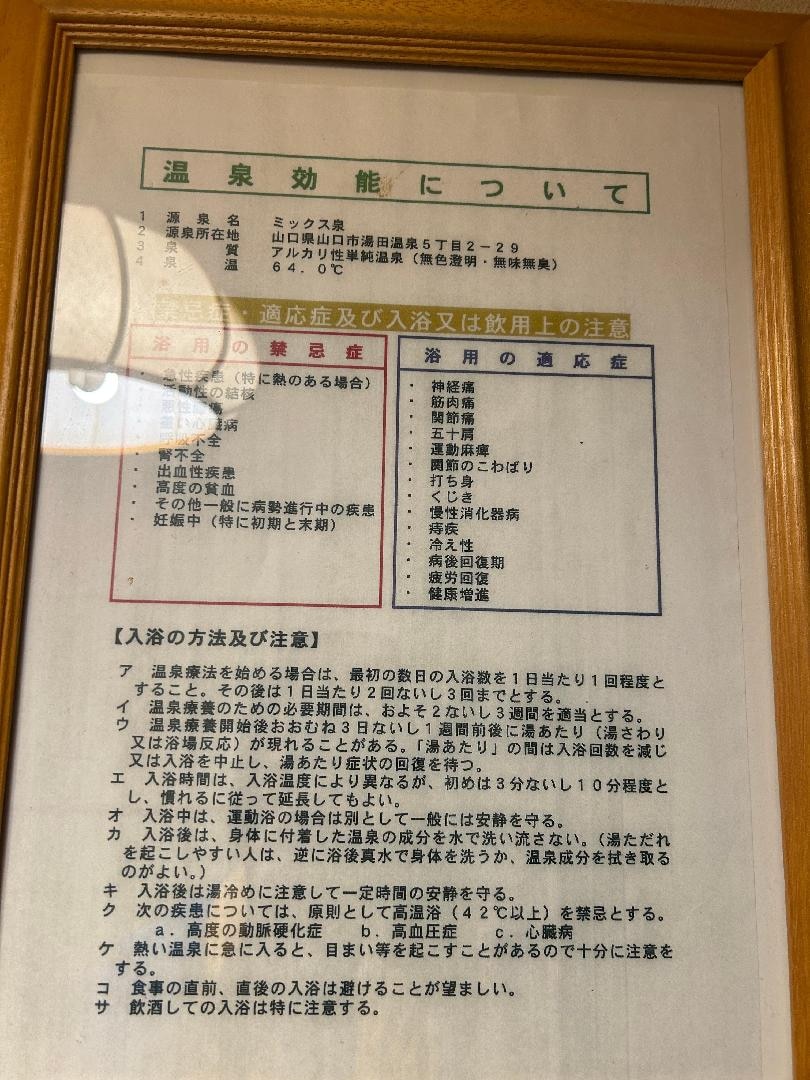 温泉効能について
1 源泉名 ミックス泉
2 源泉所在地 山口県山口市湯田温泉5丁目2-29
3 泉質 アルカリ性単純温泉(無色澄明・無味無臭)
4 泉温 64.0℃
禁忌症・適応症及び入浴又は飲用上の注意
浴用の禁忌症
・ 急性疾患(特に熱のある場合)
・ 活動性の結核
・ 悪性腫瘍
・ 重い心臓病
・ 呼吸不全
・ 腎不全
・ 出血性疾患
・ 高度の貧血
・ その他一般に病勢進行中の疾患
・ 妊娠中(特に初期と末期)
浴用の適応症
・ 神経痛
・ 筋肉痛
・ 関節痛
・ 五十肩
・ 運動麻痺
・ 関節のこわばり
・ 打ち身
・ くじき
・ 慢性消化器病
・ 痔疾
・ 冷え性
・ 病後回復期
・ 疲労回復
・ 健康増進
【入浴の方法及び注意】
ア 温泉療法を始める場合は、最初の数日の入浴数を1日当たり1回程度と
すること。その後は1日当たり2回ないし3回までとする。
イ 温泉療養のための必要期間は、およそ2ないし3週間を適当とする。
ウ 温泉療養開始後おおむね3日ないし1週間前後に湯あたり(湯さわり
又は浴場反応)が現れることがある。「湯あたり」の間は入浴回数を減じ
又は入浴を中止し、湯あたり症状の回復を待つ。
エ 入浴時間は、入浴温度により異なるが、初めは3分ないし10分程度と
し、慣れるに従って延長してもよい。
オ 入浴中は、運動浴の場合は別として一般には安静を守る。
カ 入浴後は、身体に付着した温泉の成分を水で洗い流さない。(湯ただれ
を起こしやすい人は、逆に浴後真水で身体を洗うか、温泉成分を拭き取る
のがよい。)
キ 入浴後は湯冷めに注意して一定時間の安静を守る。
ク 次の疾患については、原則として高温浴(42℃以上)を禁忌とする。
a.高度の動脈硬化症 b.高血圧症 c.心臓病
ケ 熱い温泉に急に入ると、目まい等を起こすことがあるので十分に注意を
する。
コ 食事の直前、直後の入浴は避けることが望ましい。
サ 飲酒しての入浴は特に注意する。